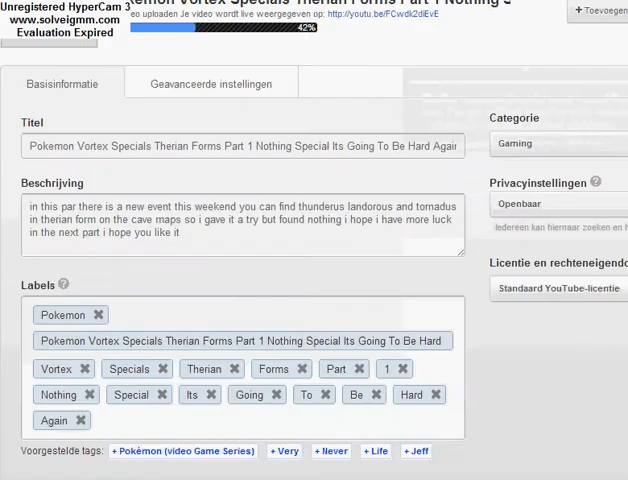 Unregistered HyperCam 3
www.solveigmm.com
Evaluation Expired
Vortex Specials Therian Forms Part 1 Nothing
eo uploaden Je video wordt live weergegeven op: http://youtu.be/FCwdk2diEvE
42%
+ Toevoegen
Basisinformatie
Geavanceerde instellingen
Titel
Pokemon Vortex Specials Therian Forms Part 1 Nothing Special Its Going To Be Hard Again
Categorie
Gaming
Beschrijving
in this par there is a new event this weekend you can find thunderus landorous and tornadus
in therian form on the cave maps so i gave it a try but found nothing i hope i have more luck
in the next part i hope you like it
Privacyinstellingen ?
Openbaar
Iedereen kan hiernaar zoeken en h
Licentie en rechteneigendo
Standaard YouTube-licentie
Labels ?
Pokemon
Pokemon Vortex Specials Therian Forms Part 1 Nothing Special Its Going To Be Hard
Vortex Specials Therian Forms Part 1
Nothing Special Its Going To Be Hard
Again
Voorgestelde tags: + Pokémon (video Game Series) + Very + Never + Life + Jeff